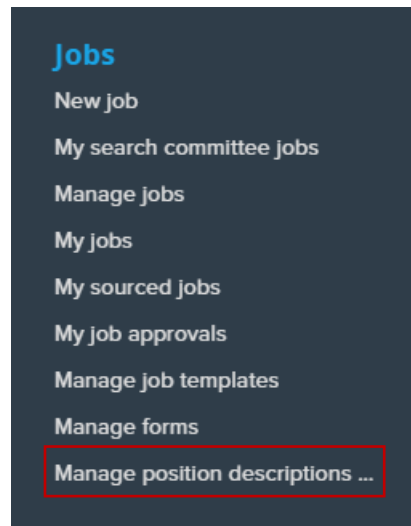 Jobs
New job
My search committee jobs
Manage jobs
My jobs
My sourced jobs
My job approvals
Manage job templates
Manage forms
Manage position descriptions ...